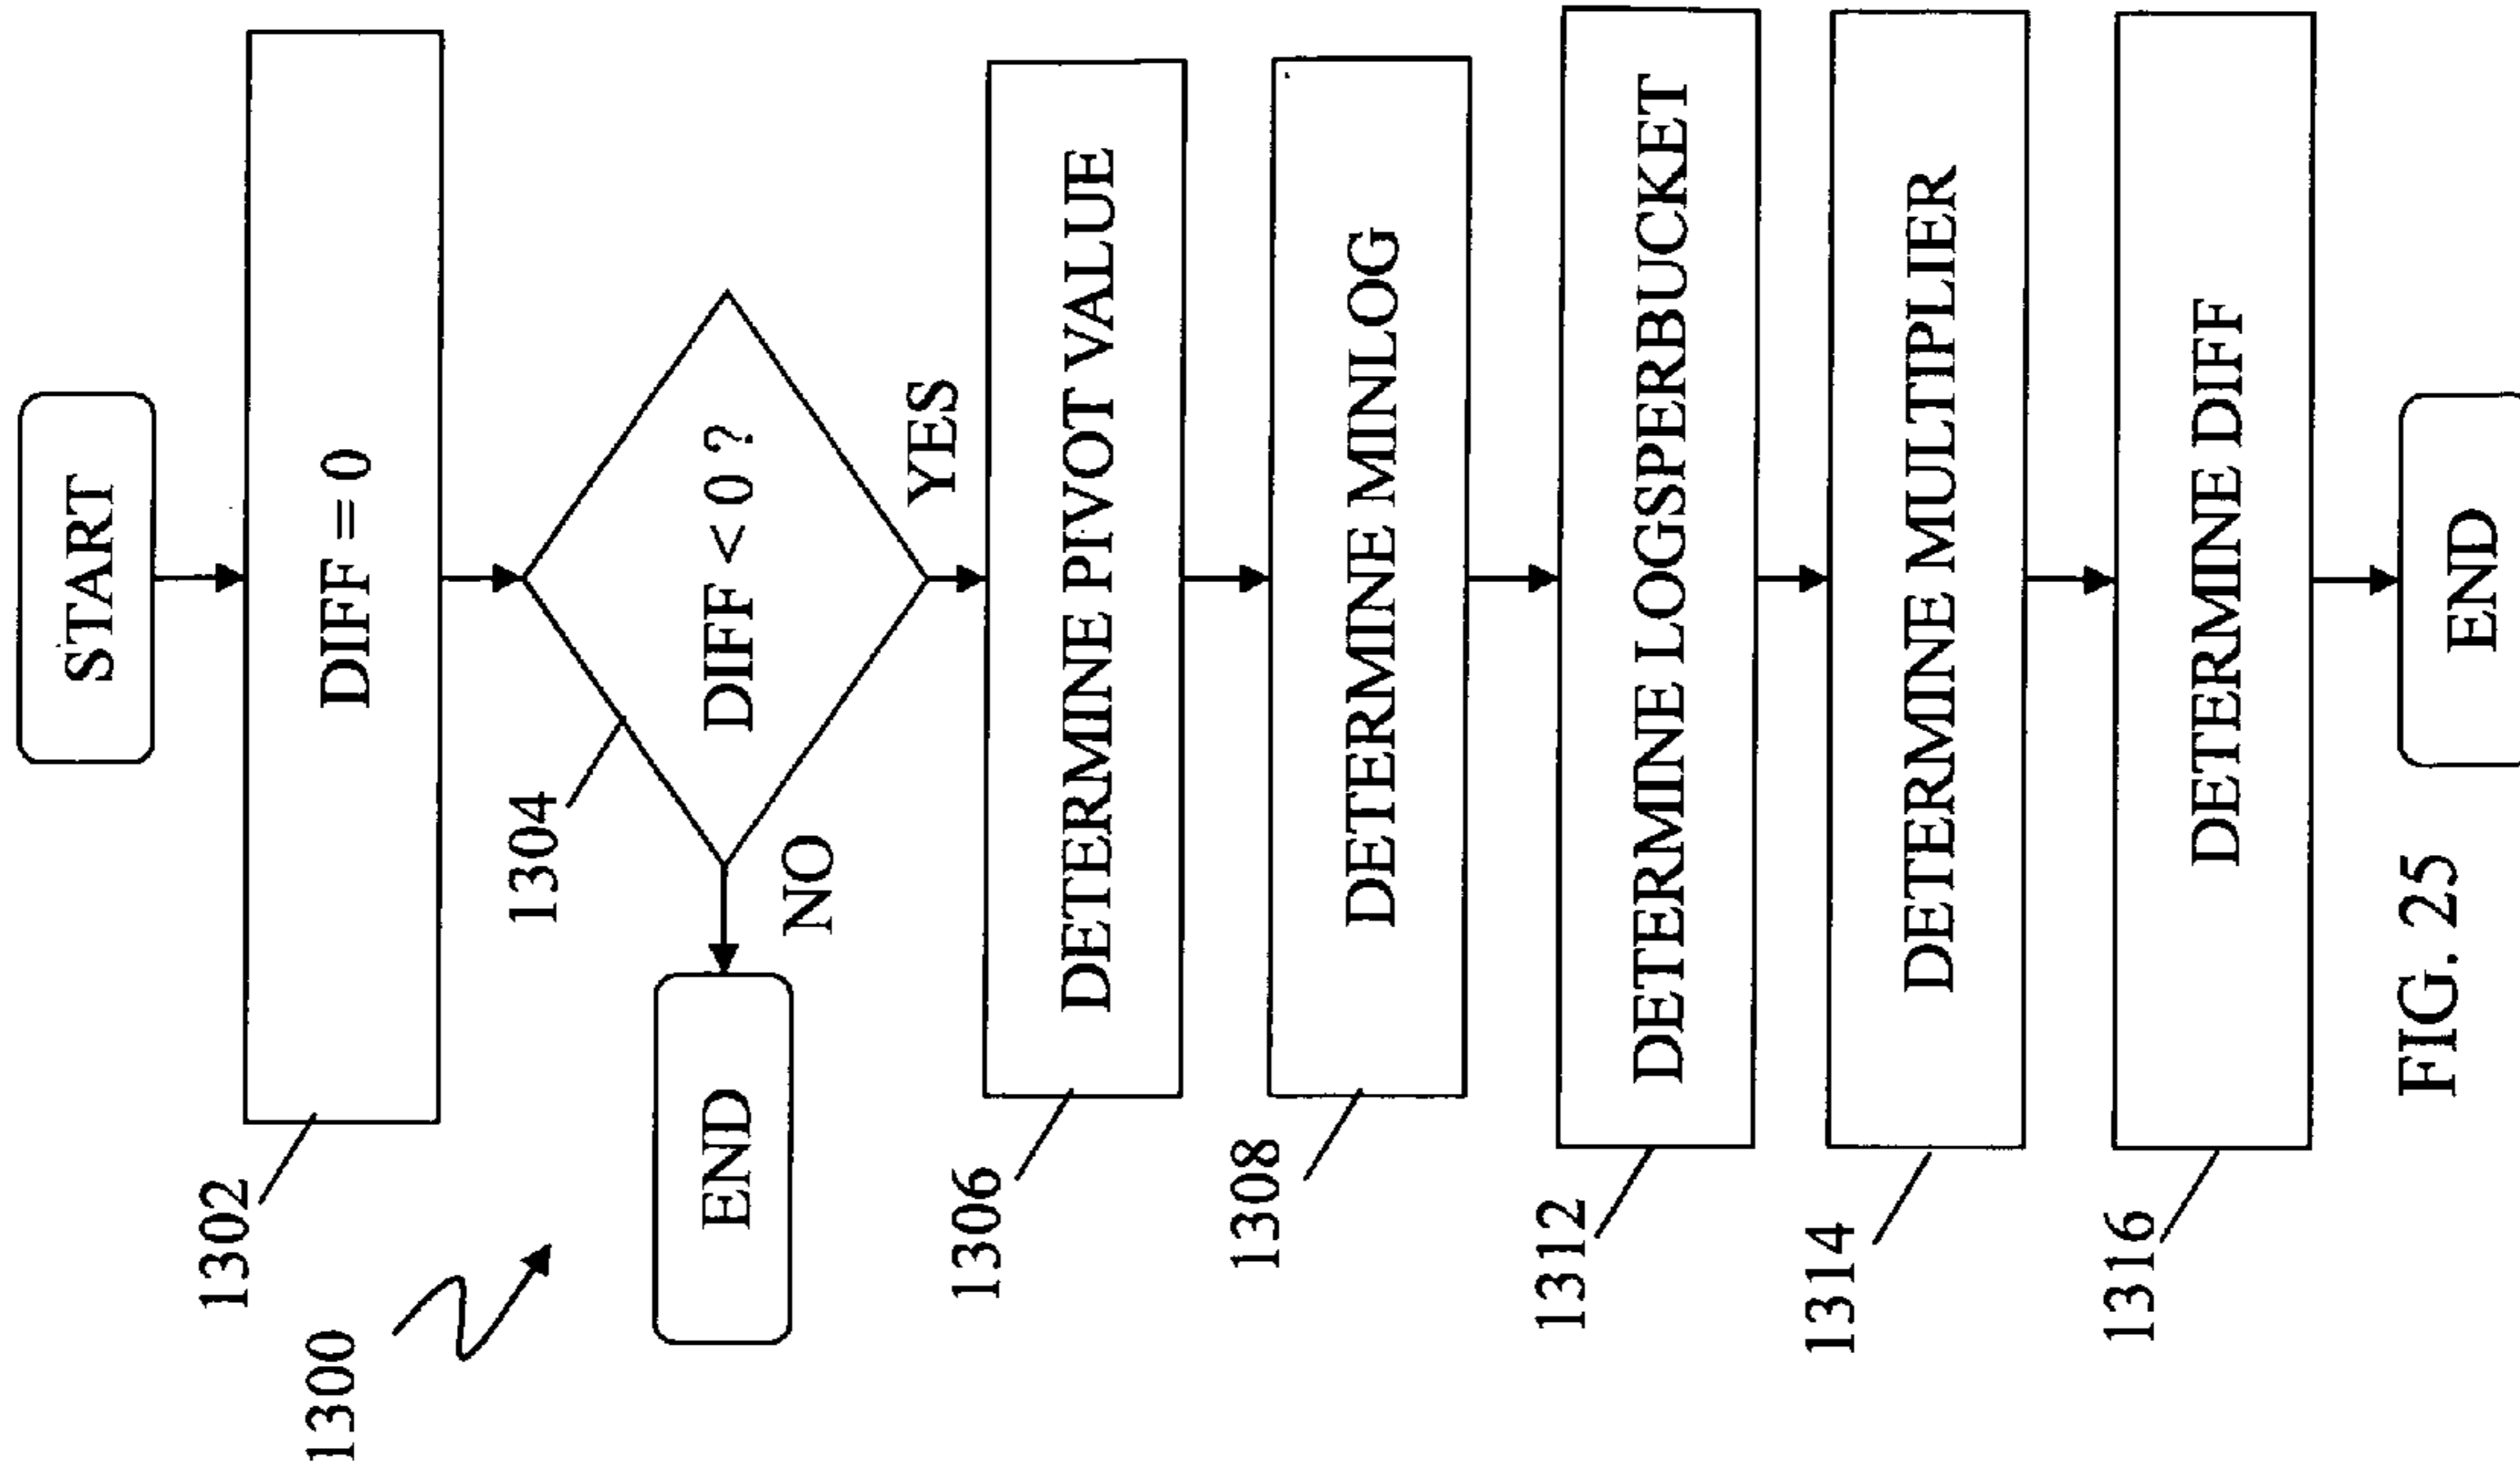 START
1302
DIFF = 0
1300
1304
DIFF < 0 ?
NO
YES
END
1306
DETERMINE PIVOT VALUE
1308
DETERMINE MINLOG
1312
DETERMINE LOGSPERBUCKET
1314
DETERMINE MULTIPLIER
1316
DETERMINE DIFF
END
FIG. 25